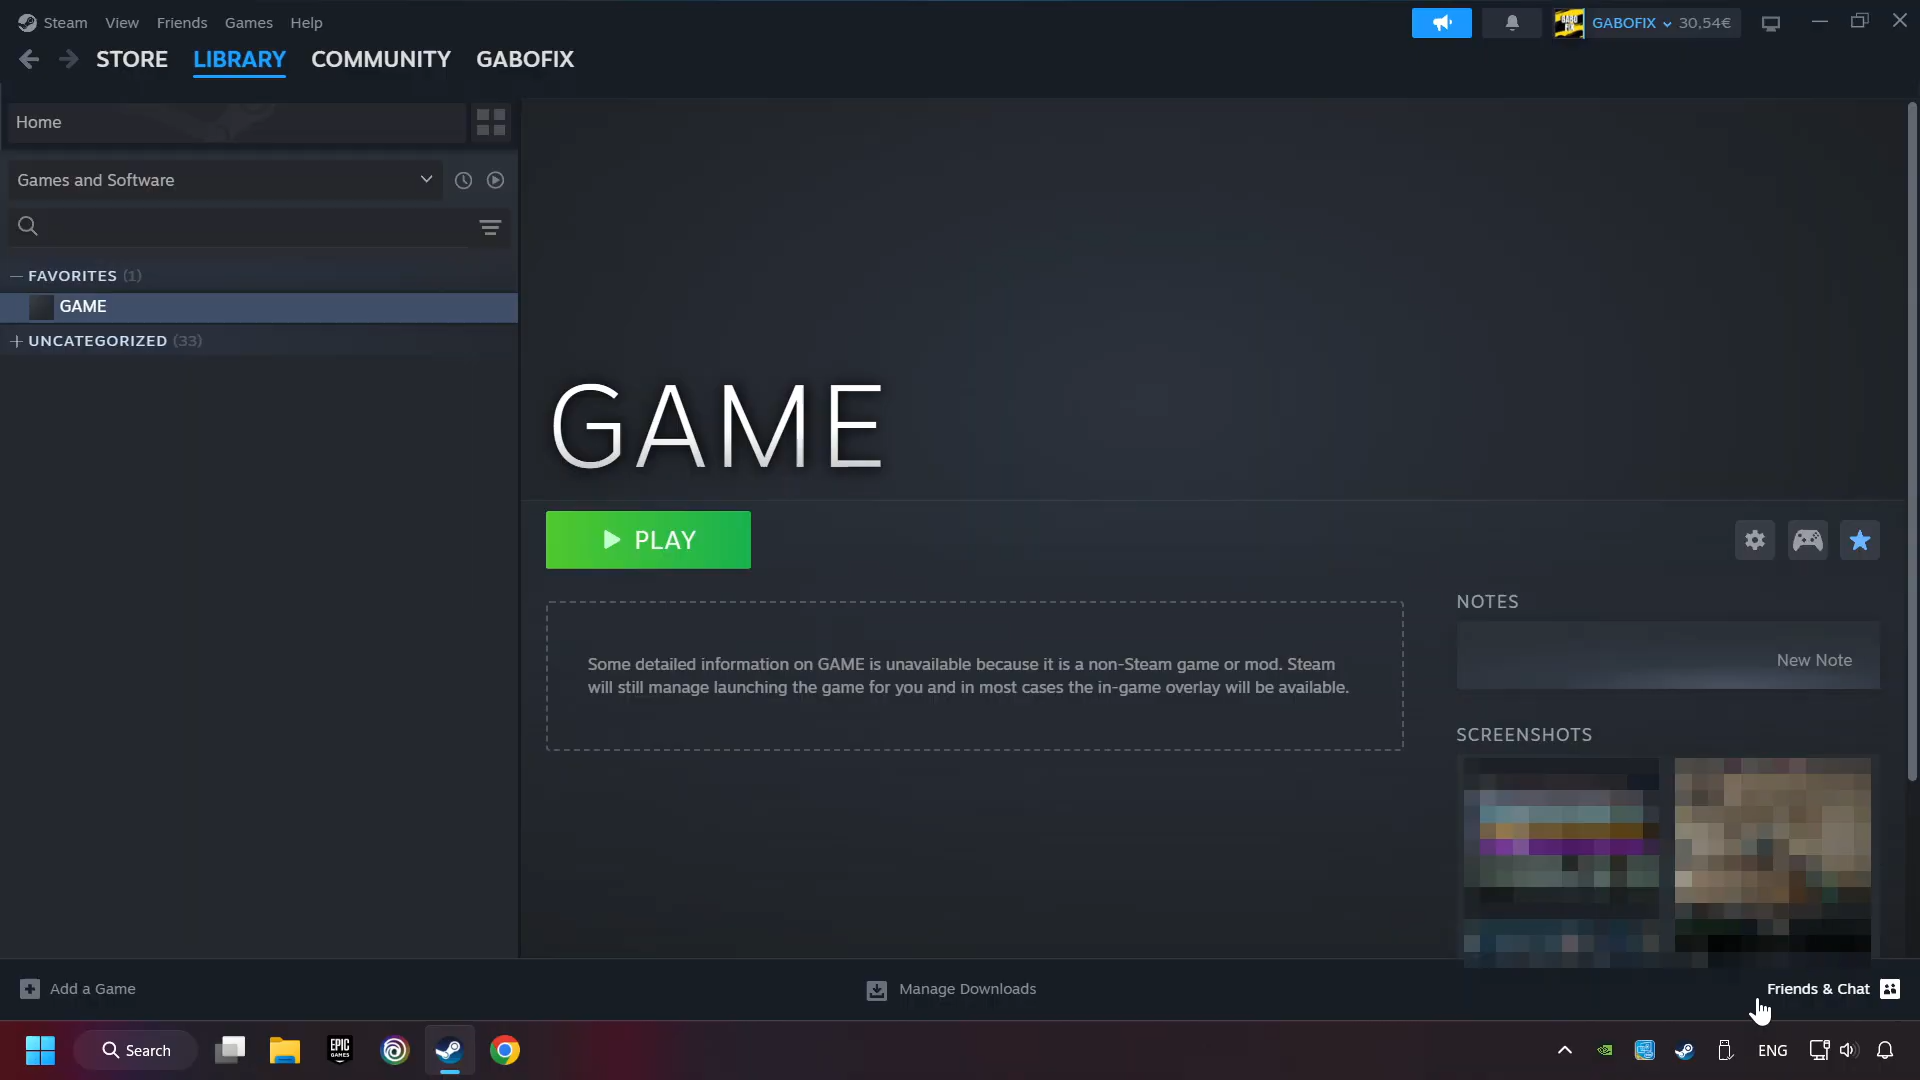 Steam View Friends Games Help
GABOFIX 30,54€
STORE LIBRARY COMMUNITY GABOFIX
Home
Games and Software
FAVORITES (1)
GAME
UNCATEGORIZED (33)
GAME
PLAY
Some detailed information on GAME is unavailable because it is a non-Steam game or mod. Steam
will still manage launching the game for you and in most cases the in-game overlay will be available.
NOTES
New Note
SCREENSHOTS
Add a Game
Manage Downloads
Friends & Chat
Search
EPIC
GAMES
ENG